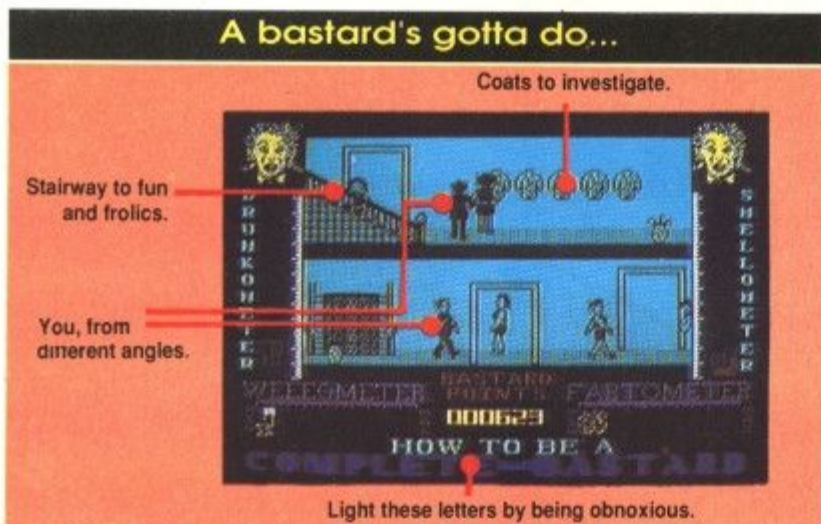 A bastard's gotta do...
Coats to investigate.
Stairway to fun
and frolics.
You, from
different angles.
DRUNKOMETER
SMELLOMETER
WEEEOMETER
BASTARD
POINTS
FARTOMETER
000623
HOW TO BE A
COMPLETE BASTARD
Light these letters by being obnoxious.